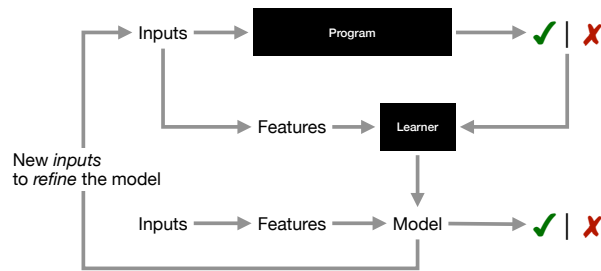 Inputs
Program
✓ | ✗
Features
Learner
New inputs
to refine the model
Inputs
Features
Model
✓ | ✗